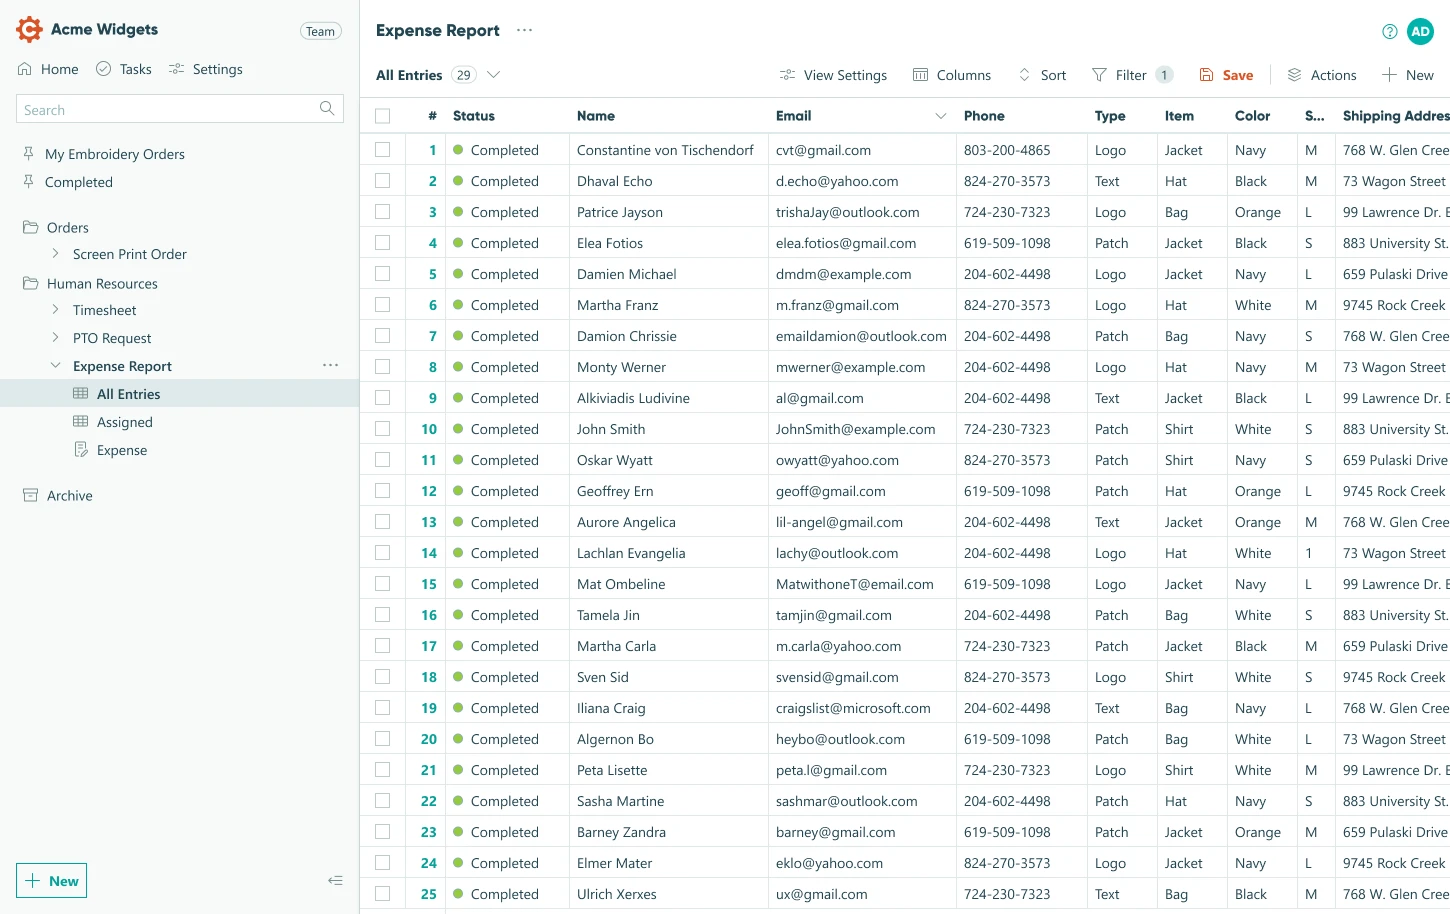 Acme Widgets
Team
Home Tasks Settings
Search
My Embroidery Orders
Completed
Orders
Screen Print Order
Human Resources
Timesheet
PTO Request
Expense Report ···
All Entries
Assigned
Expense
Archive
New
Expense Report ···
? AD
All Entries 29 View Settings Columns Sort Filter 1 Save Actions New
# Status Name Email Phone Type Item Color S... Shipping Addres
1 Completed Constantine von Tischendorf cvt@gmail.com 803-200-4865 Logo Jacket Navy M 768 W. Glen Cree
2 Completed Dhaval Echo d.echo@yahoo.com 824-270-3573 Text Hat Black M 73 Wagon Street
3 Completed Patrice Jayson trishaJay@outlook.com 724-230-7323 Logo Bag Orange L 99 Lawrence Dr. E
4 Completed Elea Fotios elea.fotios@gmail.com 619-509-1098 Patch Jacket Black S 883 University St.
5 Completed Damien Michael dmdm@example.com 204-602-4498 Logo Jacket Navy L 659 Pulaski Drive
6 Completed Martha Franz m.franz@gmail.com 824-270-3573 Logo Hat White M 9745 Rock Creek
7 Completed Damion Chrissie emaildamion@outlook.com 204-602-4498 Patch Bag Navy S 768 W. Glen Cree
8 Completed Monty Werner mwerner@example.com 204-602-4498 Logo Hat Navy M 73 Wagon Street
9 Completed Alkiviadis Ludivine al@gmail.com 204-602-4498 Text Jacket Black L 99 Lawrence Dr. E
10 Completed John Smith JohnSmith@example.com 724-230-7323 Patch Shirt White S 883 University St.
11 Completed Oskar Wyatt owyatt@yahoo.com 824-270-3573 Patch Shirt Navy S 659 Pulaski Drive
12 Completed Geoffrey Ern geoff@gmail.com 619-509-1098 Patch Hat Orange L 9745 Rock Creek
13 Completed Aurore Angelica lil-angel@gmail.com 204-602-4498 Text Jacket Orange M 768 W. Glen Cree
14 Completed Lachlan Evangelia lachy@outlook.com 204-602-4498 Logo Hat White 1 73 Wagon Street
15 Completed Mat Ombeline MatwithoneT@email.com 619-509-1098 Logo Jacket Navy L 99 Lawrence Dr. E
16 Completed Tamela Jin tamjin@gmail.com 204-602-4498 Patch Bag White S 883 University St.
17 Completed Martha Carla m.carla@yahoo.com 724-230-7323 Patch Jacket Black M 659 Pulaski Drive
18 Completed Sven Sid svensid@gmail.com 824-270-3573 Logo Shirt White S 9745 Rock Creek
19 Completed Iliana Craig craigslist@microsoft.com 204-602-4498 Text Bag Navy L 768 W. Glen Cree
20 Completed Algernon Bo heybo@outlook.com 619-509-1098 Patch Bag White L 73 Wagon Street
21 Completed Peta Lisette peta.l@gmail.com 724-230-7323 Logo Shirt White M 99 Lawrence Dr. E
22 Completed Sasha Martine sashmar@outlook.com 204-602-4498 Patch Hat Navy S 883 University St.
23 Completed Barney Zandra barney@gmail.com 619-509-1098 Patch Jacket Orange M 659 Pulaski Drive
24 Completed Elmer Mater eklo@yahoo.com 824-270-3573 Logo Jacket Navy L 9745 Rock Creek
25 Completed Ulrich Xerxes ux@gmail.com 724-230-7323 Text Bag Black M 768 W. Glen Cree